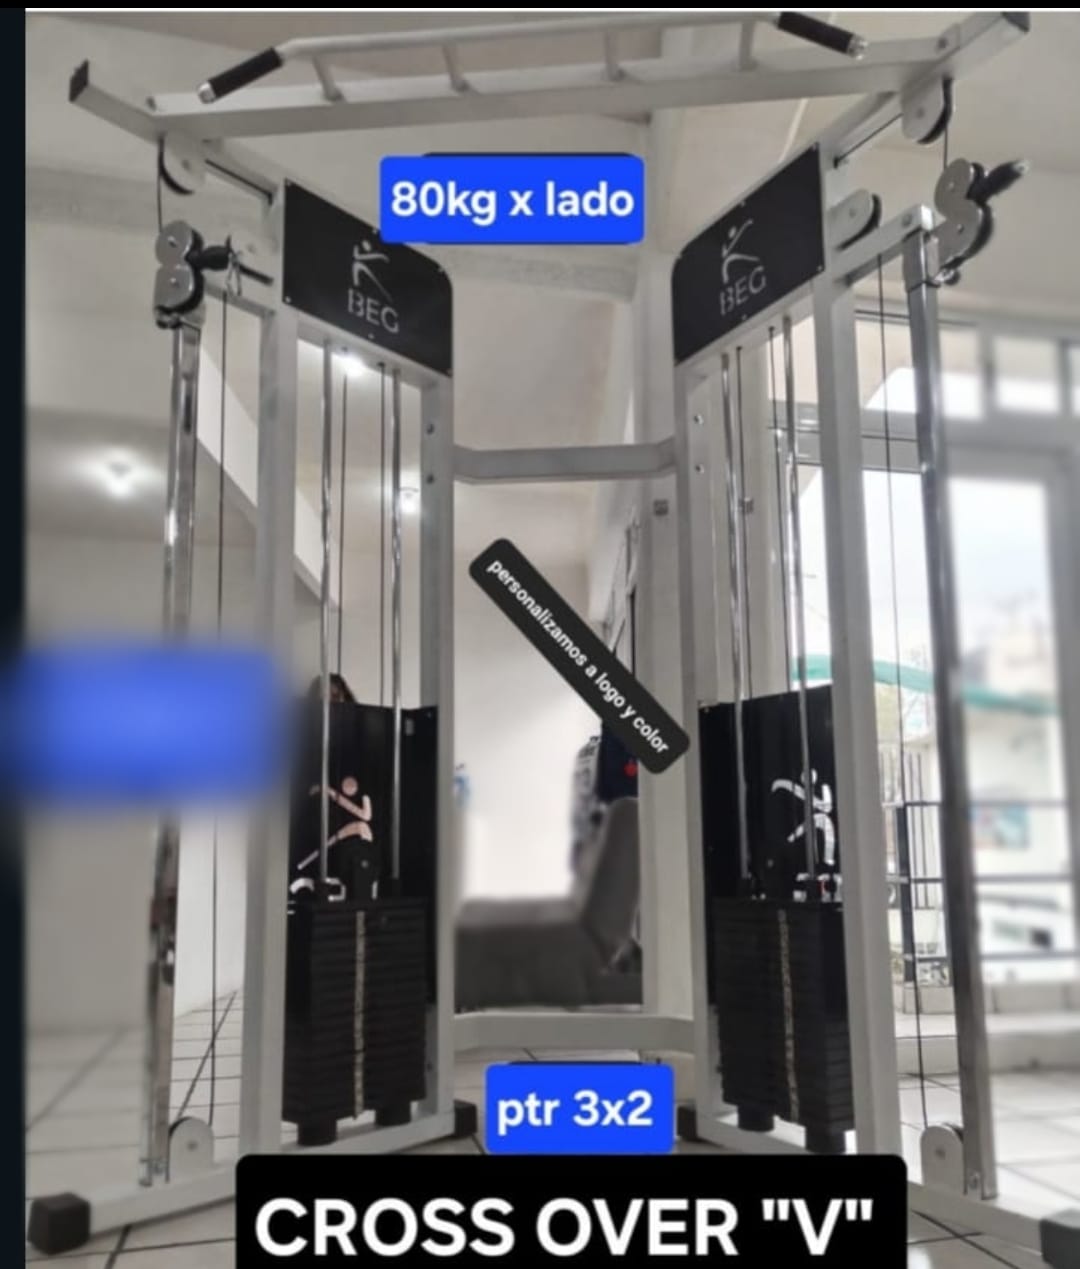 80kg x lado
BEG
BEG
personalizamos a logo y color
ptr 3x2
CROSS OVER "V"